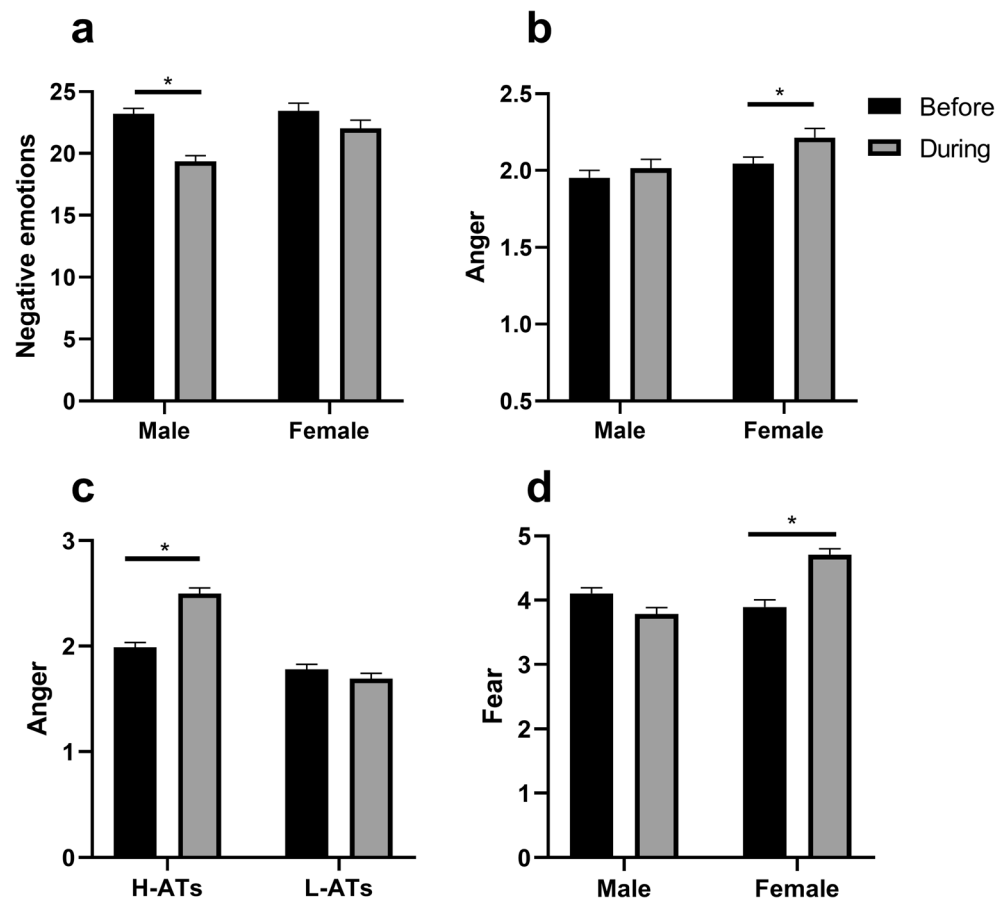 a
*
Negative emotions
25
20
15
10
5
0
Male
Female
b
*
Anger
2.5
2.0
1.5
1.0
0.5
Male
Female
Before
During
c
*
Anger
3
2
1
0
H-ATs
L-ATs
d
*
Fear
5
4
3
2
1
0
Male
Female